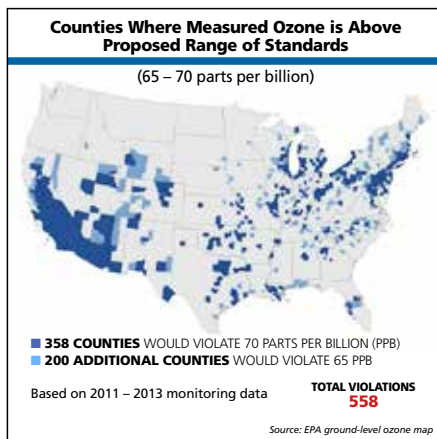 Counties Where Measured Ozone is Above
Proposed Range of Standards
(65 – 70 parts per billion)
358 COUNTIES WOULD VIOLATE 70 PARTS PER BILLION (PPB)
200 ADDITIONAL COUNTIES WOULD VIOLATE 65 PPB
Based on 2011 – 2013 monitoring data
TOTAL VIOLATIONS
558
Source: EPA ground-level ozone map